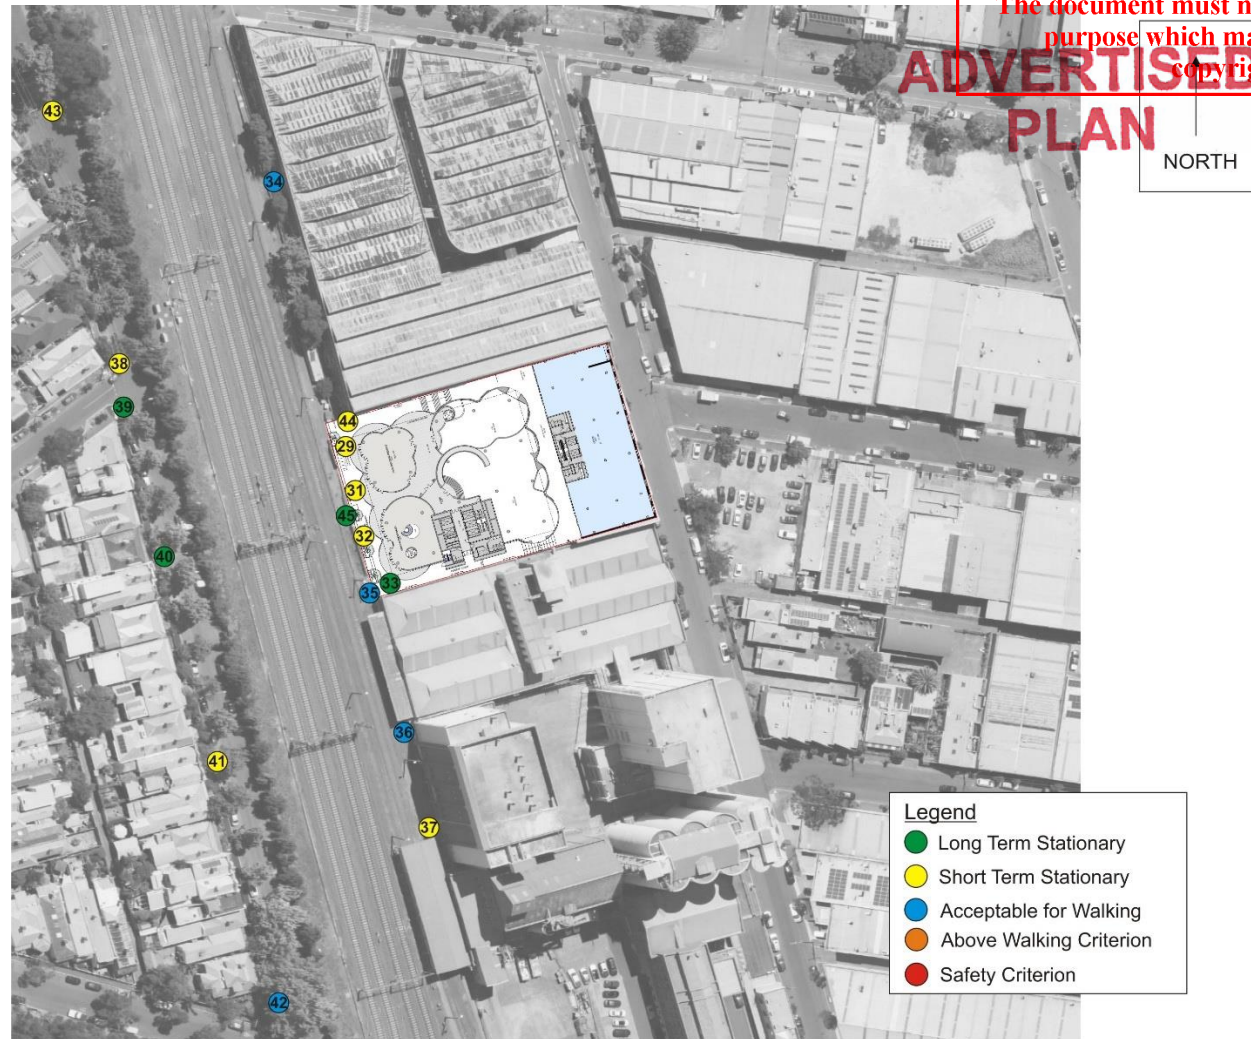 The document must n
purpose which ma
copyrig
ADVERTISED
PLAN
NORTH
43
34
38
39
44
29
31
45
32
40
33
35
36
41
37
42
Legend
Long Term Stationary
Short Term Stationary
Acceptable for Walking
Above Walking Criterion
Safety Criterion